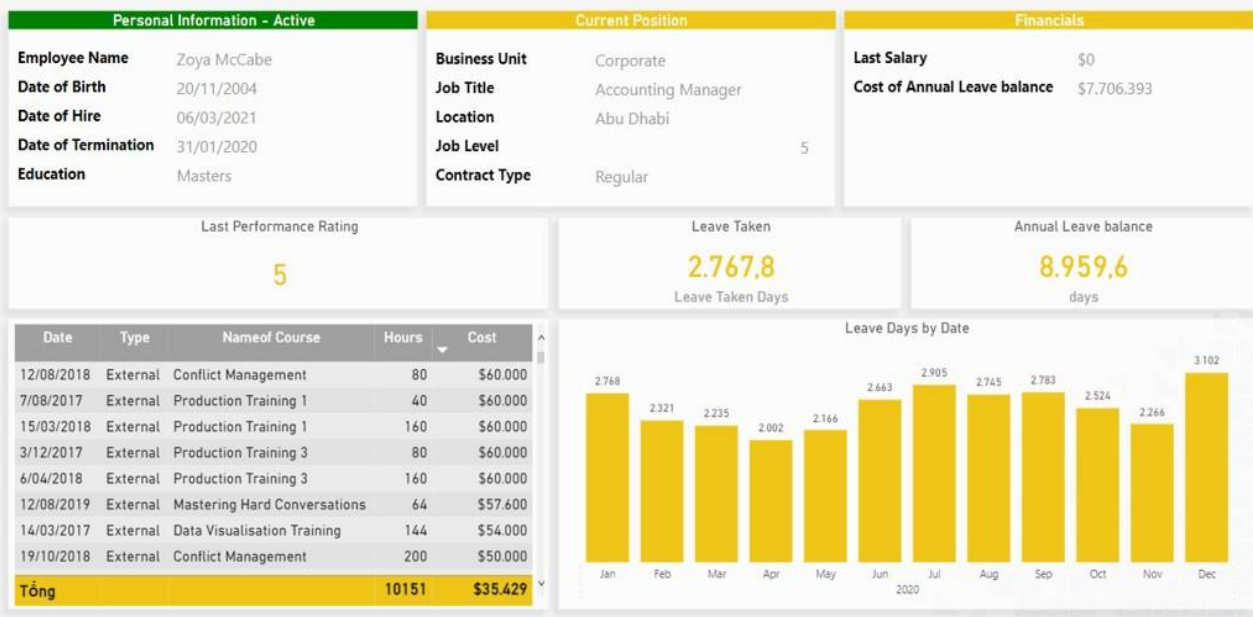 Personal Information - Active
Employee Name Zoya McCabe
Date of Birth 20/11/2004
Date of Hire 06/03/2021
Date of Termination 31/01/2020
Education Masters
Current Position
Business Unit Corporate
Job Title Accounting Manager
Location Abu Dhabi
Job Level 5
Contract Type Regular
Financials
Last Salary $0
Cost of Annual Leave balance $7.706.393
Last Performance Rating
5
Leave Taken
2.767,8
Leave Taken Days
Annual Leave balance
8.959,6
days
Date Type Nameof Course Hours Cost
12/08/2018 External Conflict Management 80 $60.000
7/08/2017 External Production Training 1 40 $60.000
15/03/2018 External Production Training 1 160 $60.000
3/12/2017 External Production Training 3 80 $60.000
6/04/2018 External Production Training 3 160 $60.000
12/08/2019 External Mastering Hard Conversations 64 $57.600
14/03/2017 External Data Visualisation Training 144 $54.000
19/10/2018 External Conflict Management 200 $50.000
Tổng 10151 $35.429
Leave Days by Date
2.768 2.321 2.235 2.002 2.166 2.663 2.905 2.745 2.783 2.524 2.266 3.102
Jan Feb Mar Apr May Jun Jul Aug Sep Oct Nov Dec
2020